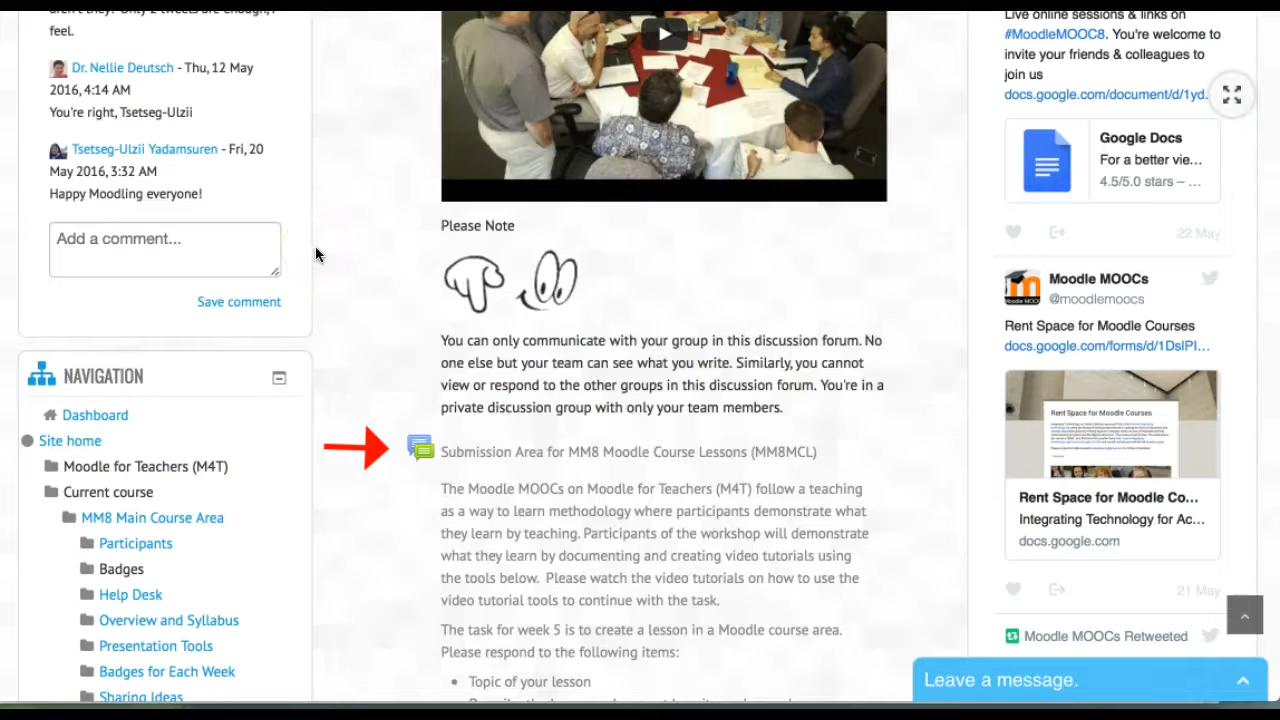 aren't they? Only 2 tweets are enough, I
feel.
Dr. Nellie Deutsch - Thu, 12 May
2016, 4:14 AM
You're right, Tsetseg-Ulzii
Tsetseg-Ulzii Yadamsuren - Fri, 20
May 2016, 3:32 AM
Happy Moodling everyone!
Add a comment...
Save comment
NAVIGATION
Dashboard
Site home
Moodle for Teachers (M4T)
Current course
MM8 Main Course Area
Participants
Badges
Help Desk
Overview and Syllabus
Presentation Tools
Badges for Each Week
Sharing Ideas
Please Note
You can only communicate with your group in this discussion forum. No
one else but your team can see what you write. Similarly, you cannot
view or respond to the other groups in this discussion forum. You're in a
private discussion group with only your team members.
Submission Area for MM8 Moodle Course Lessons (MM8MCL)
The Moodle MOOCs on Moodle for Teachers (M4T) follow a teaching
as a way to learn methodology where participants demonstrate what
they learn by teaching. Participants of the workshop will demonstrate
what they learn by documenting and creating video tutorials using
the tools below.  Please watch the video tutorials on how to use the
video tutorial tools to continue with the task.
The task for week 5 is to create a lesson in a Moodle course area.
Please respond to the following items:
• Topic of your lesson
Live online sessions & links on
#MoodleMOOC8. You're welcome to
invite your friends & colleagues to
join us
docs.google.com/document/d/1yd…
Google Docs
For a better vie...
4.5/5.0 stars – ...
22 May
Moodle MOOCs
@moodlemoocs
Rent Space for Moodle Courses
docs.google.com/forms/d/1DsIPI…
Rent Space for Moodle Courses
Rent Space for Moodle Co...
Integrating Technology for Ac...
docs.google.com
21 May
Moodle MOOCs Retweeted
Leave a message.